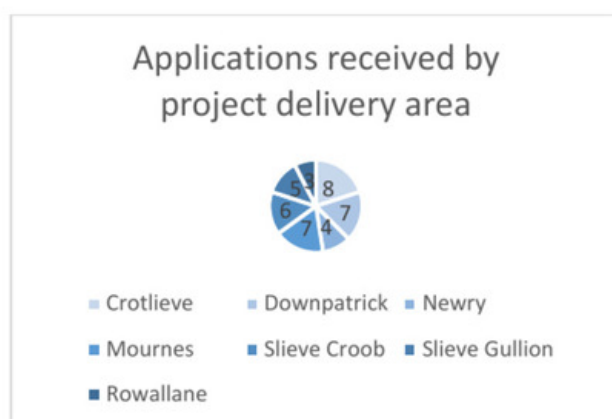 Applications received by
project delivery area
3
5 8
6 7
7 4
Crotlieve Downpatrick Newry
Mournes Slieve Croob Slieve Gullion
Rowallane